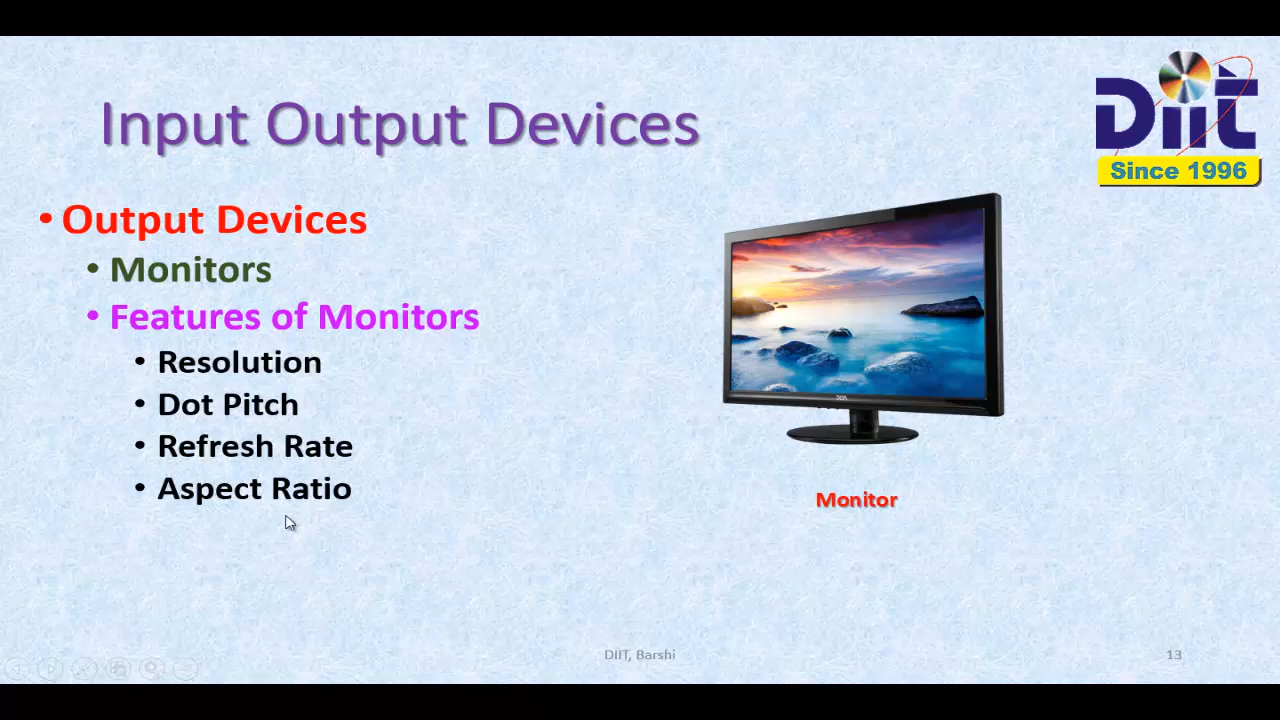 Input Output Devices
Diit
Since 1996
• Output Devices
• Monitors
• Features of Monitors
• Resolution
• Dot Pitch
• Refresh Rate
• Aspect Ratio
AOC
Monitor
DIIT, Barshi
13